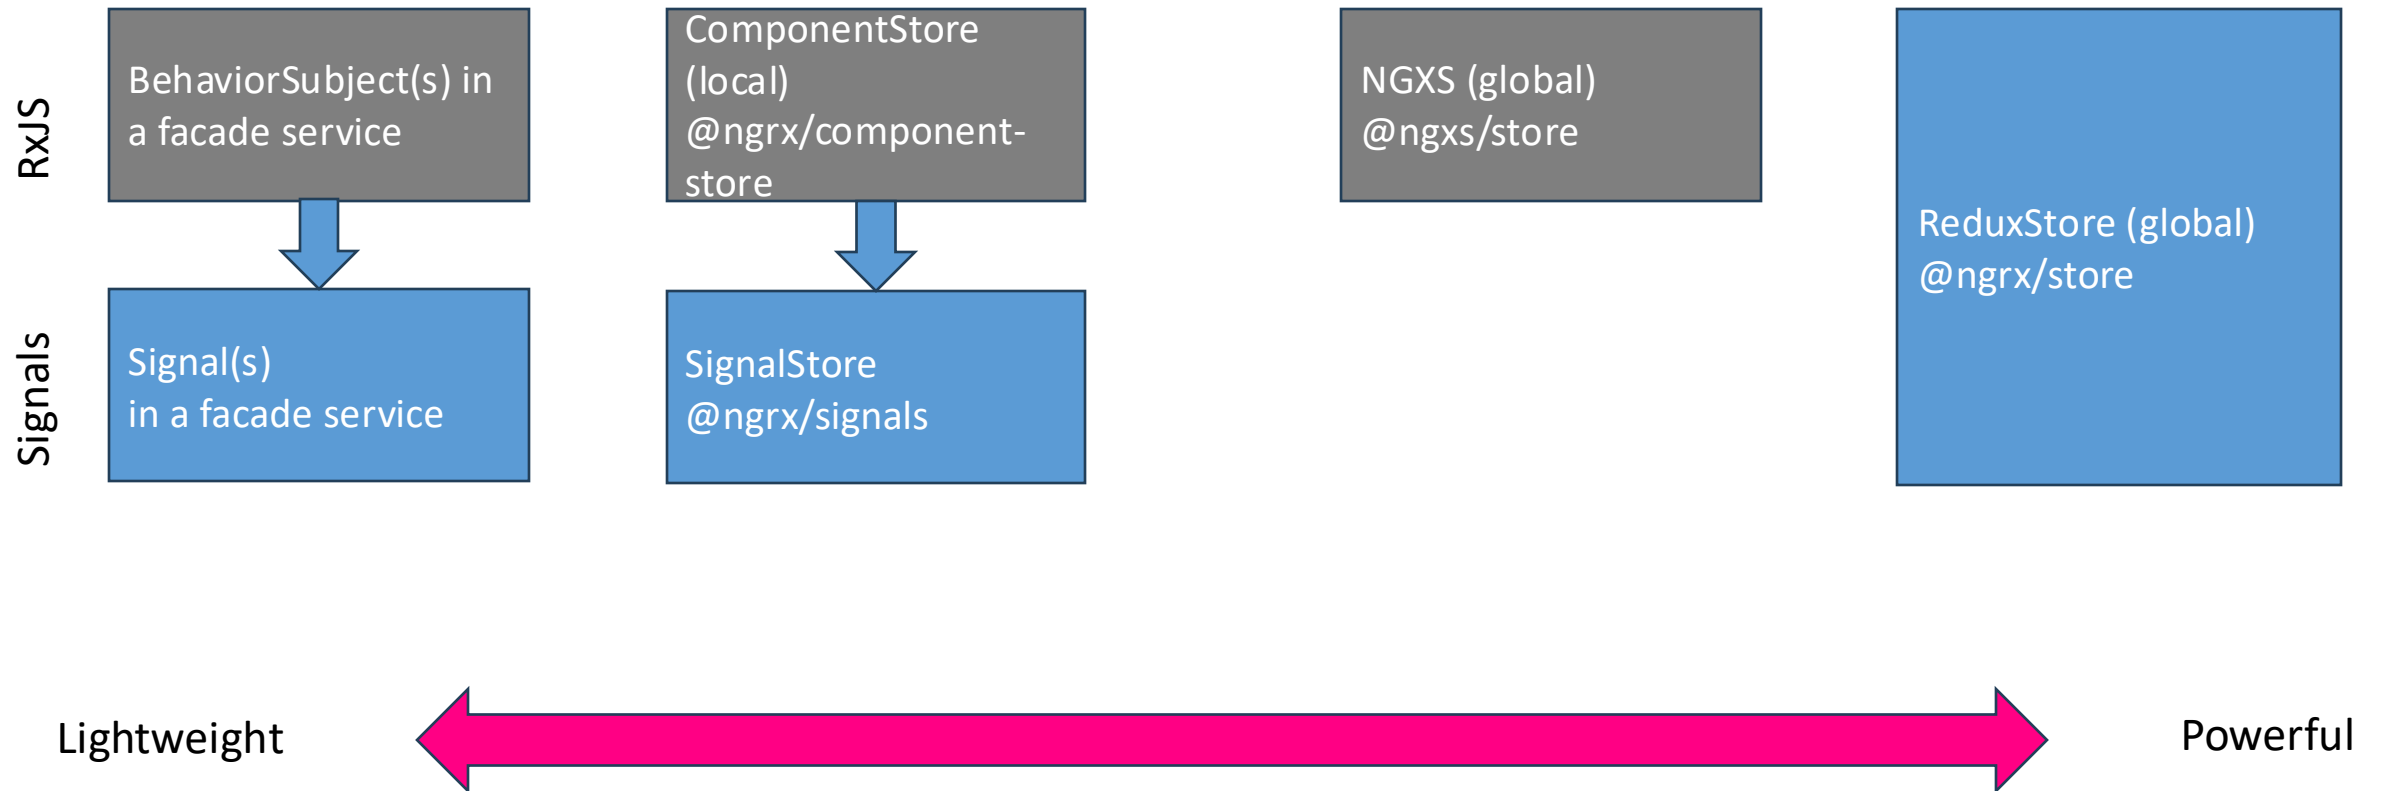 RxJS
BehaviorSubject(s) in
a facade service
ComponentStore
(local)
@ngrx/component-
store
NGXS (global)
@ngxs/store
ReduxStore (global)
@ngrx/store
Signals
Signal(s)
in a facade service
SignalStore
@ngrx/signals
Lightweight
Powerful